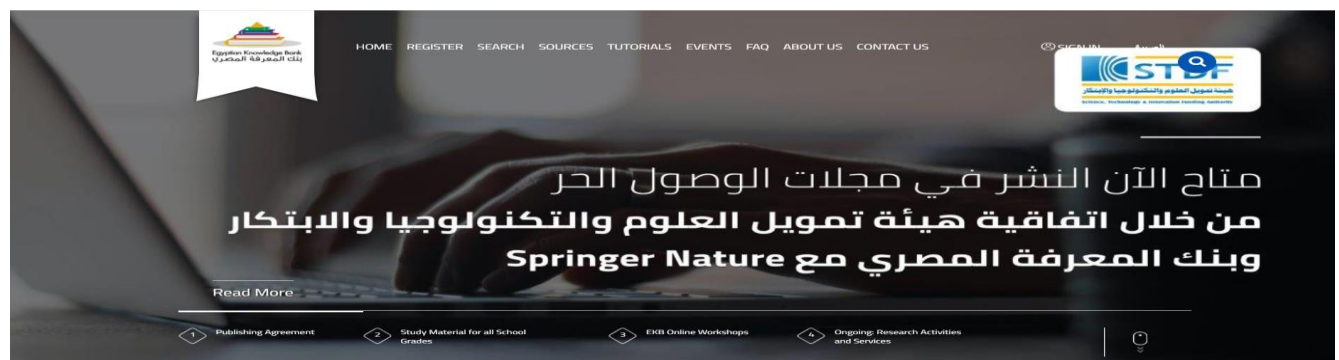 Egyptian Knowledge Bank
بنك المعرفة المصري
HOME REGISTER SEARCH SOURCES TUTORIALS EVENTS FAQ ABOUT US CONTACT US
SIGN IN العربية
STDF
هيئة تمويل العلوم والتكنولوجيا والابتكار
Science, Technology & Innovation Funding Authority
متاح الآن النشر في مجلات الوصول الحر
من خلال اتفاقية هيئة تمويل العلوم والتكنولوجيا والابتكار
وبنك المعرفة المصري مع Springer Nature
Read More
1 Publishing Agreement
2 Study Material for all School
Grades
3 EKB Online Workshops
4 Ongoing: Research Activities
and Services